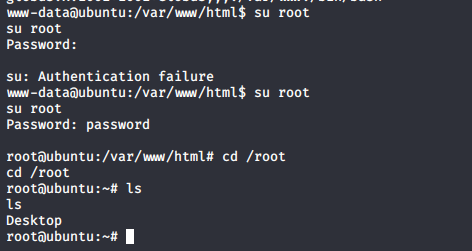 www-data@ubuntu:/var/www/html$ su root
su root
Password:
su: Authentication failure
www-data@ubuntu:/var/www/html$ su root
su root
Password: password
root@ubuntu:/var/www/html# cd /root
cd /root
root@ubuntu:~# ls
ls
Desktop
root@ubuntu:~#